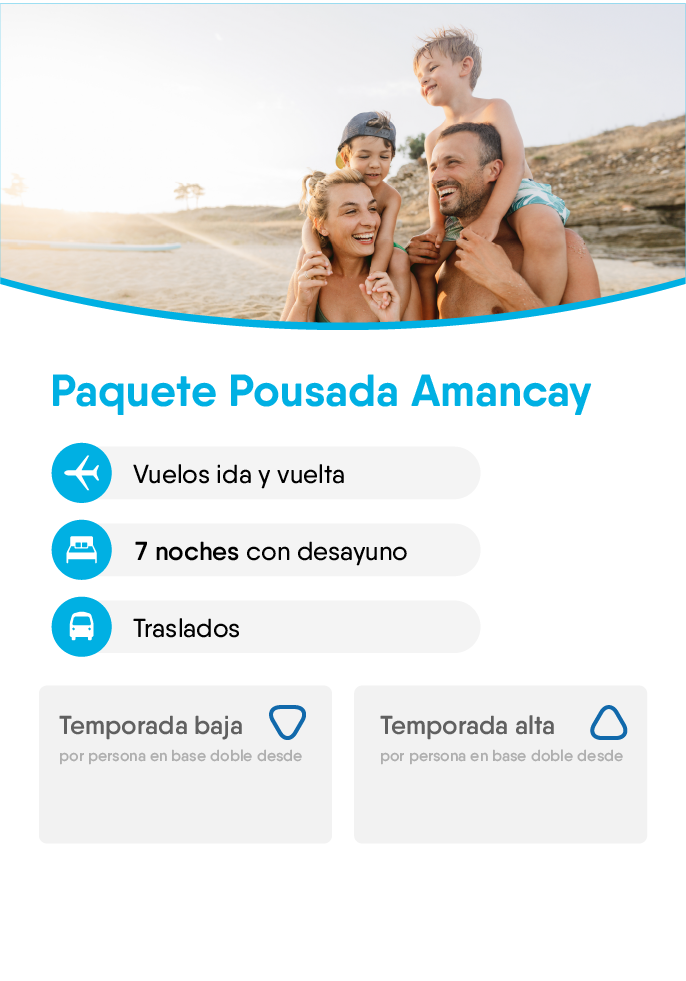 Paquete Pousada Amancay
Vuelos ida y vuelta
7 noches con desayuno
Traslados
Temporada baja
por persona en base doble desde
Temporada alta
por persona en base doble desde